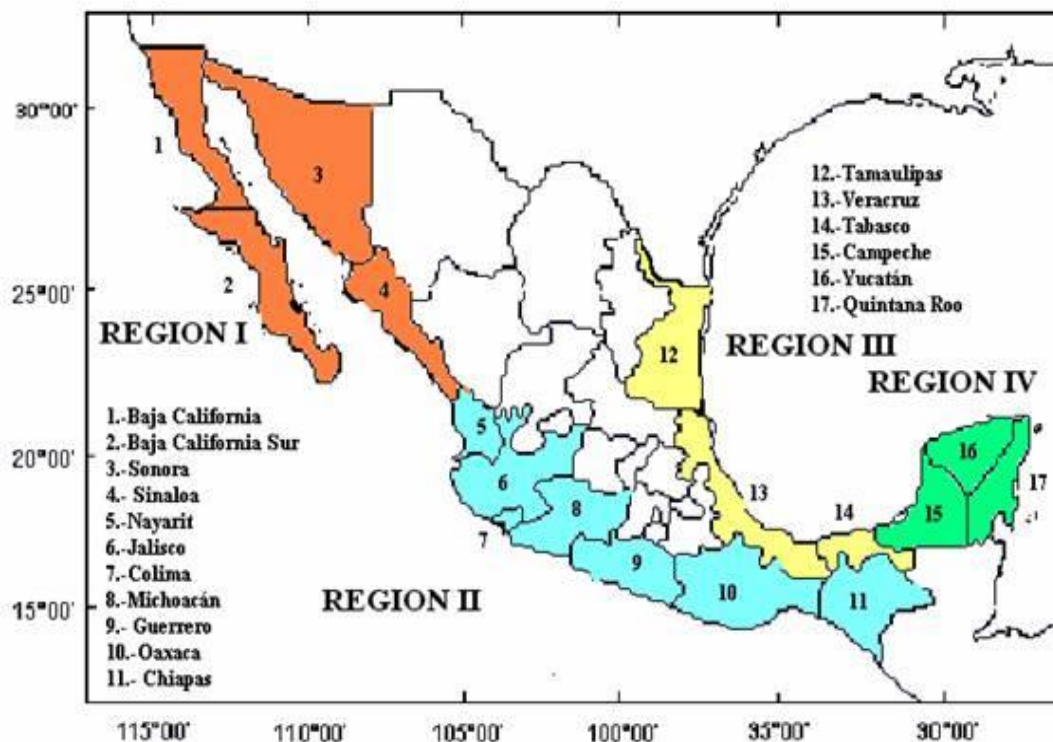 30°00'
25°00'
20°00'
15°00'
115°00'
110°00'
105°00'
100°00'
95°00'
90°00'
REGION I
REGION II
REGION III
REGION IV
1.-Baja California
2.-Baja California Sur
3.-Sonora
4.- Sinaloa
5.-Nayarit
6.-Jalisco
7.-Colima
8.-Michoacán
9.- Guerrero
10.-Oaxaca
11.- Chiapas
12.-Tamaulipas
13.-Veracruz
14.-Tabasco
15.-Campeche
16.-Yucatán
17.-Quintana Roo
1
2
3
4
5
6
7
8
9
10
11
12
13
14
15
16
17